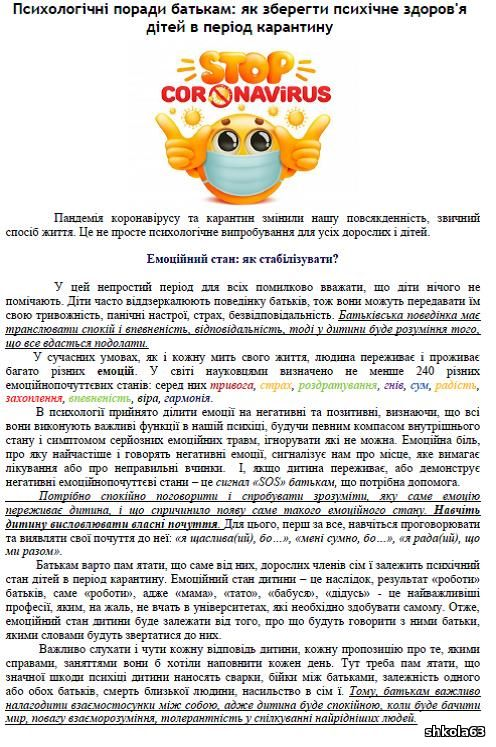 Психологічні поради батькам: як зберегти психічне здоров'я
дітей в період карантину
STOP
CORONAViRUS
Пандемія коронавірусу та карантин змінили нашу повсякденність, звичний
спосіб життя. Це не просте психологічне випробування для усіх дорослих і дітей.
Емоційний стан: як стабілізувати?
У цей непростий період для всіх помилково вважати, що діти нічого не
помічають. Діти часто віддзеркалюють поведінку батьків, тож вони можуть передавати їм
свою тривожність, панічні настрої, страх, безвідповідальність. Батьківська поведінка має
транслювати спокій і впевненість, відповідальність, тоді у дитини буде розуміння того,
що все вдасться подолати.
У сучасних умовах, як і кожну мить свого життя, людина переживає і проживає
багато різних емоцій. У світі науковцями визначено не менше 240 різних
емоційнопочуттєвих станів: серед них тривога, страх, роздратування, гнів, сум, радість,
захоплення, впевненість, віра, гармонія.
В психології прийнято ділити емоції на негативні та позитивні, визнаючи, що всі
вони виконують важливі функції в нашій психіці, будучи певним компасом внутрішнього
стану і симптомом серйозних емоційних травм, ігнорувати які не можна. Емоційна біль,
про яку найчастіше і говорять негативні емоції, сигналізує нам про місце, яке вимагає
лікування або про неправильні вчинки. І, якщо дитина переживає, або демонструє
негативні емоційнопочуттєві стани – це сигнал «SOS» батькам, що потрібна допомога.
Потрібно спокійно поговорити і спробувати зрозуміти, яку саме емоцію
переживає дитина, і що спричинило появу саме такого емоційного стану. Навчіть
дитину висловлювати власні почуття. Для цього, перш за все, навчіться проговорювати
та виявляти свої почуття до неї: «я щаслива(ий), бо…», «мені сумно, бо…», «я рада(ий), що
ми разом».
Батькам варто пам ятати, що саме від них, дорослих членів сім ї залежить психічний
стан дітей в період карантину. Емоційний стан дитини – це наслідок, результат «роботи»
батьків, саме «роботи», адже «мама», «тато», «бабуся», «дідусь» - це найважливіші
професії, яким, на жаль, не вчать в університетах, які необхідно здобувати самому. Отже,
емоційний стан дитини буде залежати від того, про що будуть говорити з ними батьки,
якими словами будуть звертатися до них.
Важливо слухати і чути кожну відповідь дитини, кожну пропозицію про те, якими
справами, заняттями вони б хотіли наповнити кожен день. Тут треба пам ятати, що
значної шкоди психіці дитини наносять сварки, бійки між батьками, залежність одного
або обох батьків, смерть близької людини, насильство в сім ї. Тому, батькам важливо
налагодити взаємостосунки між собою, адже дитина буде спокійною, коли буде бачити
мир, повагу взаєморозуміння, толерантність у спілкуванні найрідніших людей.
shkola63